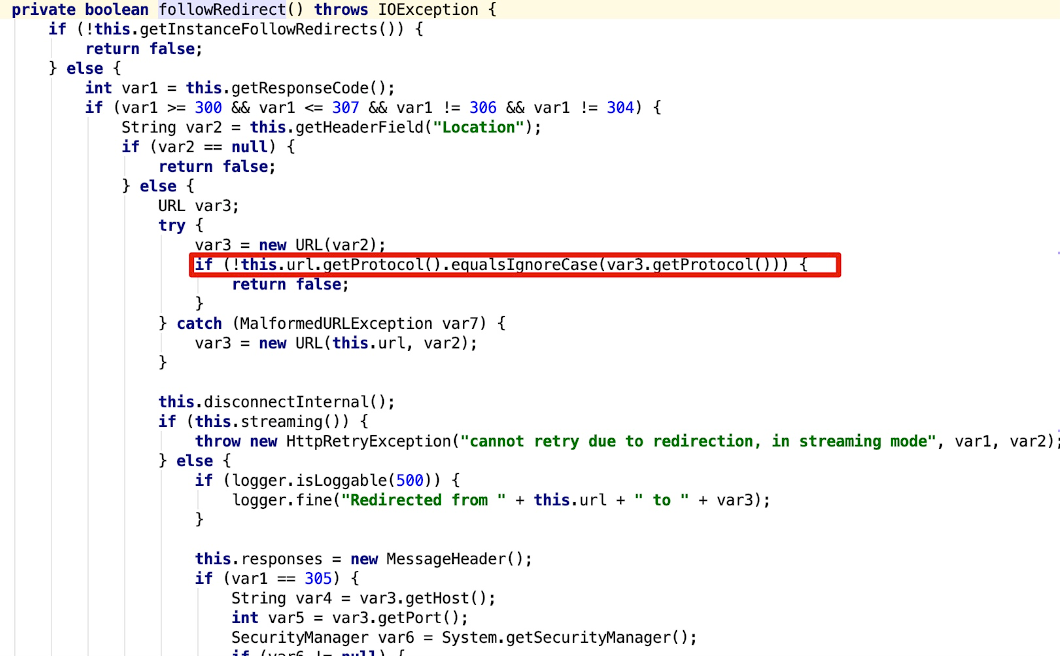 private boolean followRedirect() throws IOException {
if (!this.getInstanceFollowRedirects()) {
return false;
} else {
int var1 = this.getResponseCode();
if (var1 >= 300 && var1 <= 307 && var1 != 306 && var1 != 304) {
String var2 = this.getHeaderField("Location");
if (var2 == null) {
return false;
} else {
URL var3;
try {
var3 = new URL(var2);
if (!this.url.getProtocol().equalsIgnoreCase(var3.getProtocol())) {
return false;
}
} catch (MalformedURLException var7) {
var3 = new URL(this.url, var2);
}
this.disconnectInternal();
if (this.streaming()) {
throw new HttpRetryException("cannot retry due to redirection, in streaming mode", var1, var2);
} else {
if (logger.isLoggable(500)) {
logger.fine("Redirected from " + this.url + " to " + var3);
}
this.responses = new MessageHeader();
if (var1 == 305) {
String var4 = var3.getHost();
int var5 = var3.getPort();
SecurityManager var6 = System.getSecurityManager();
if (var6 != null) {